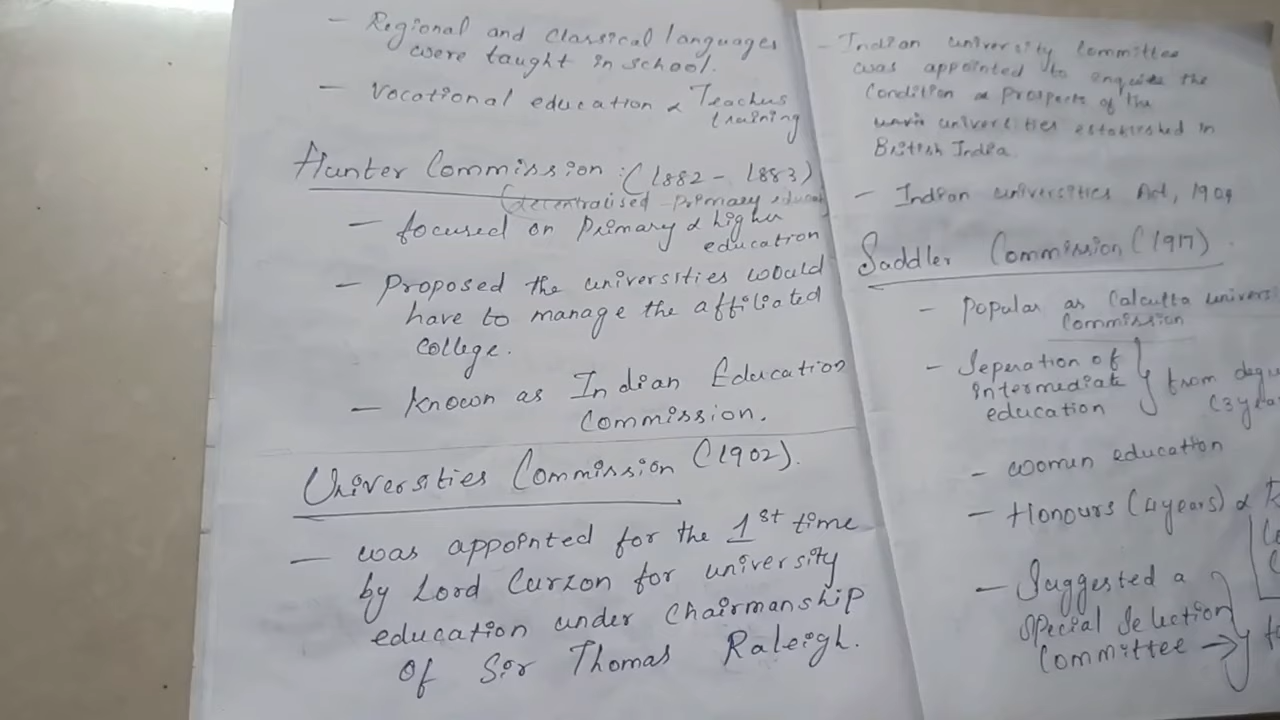 - Regional and classical languages
were taught in school.
- Vocational education & Teachers
training
Hunter Commission : (1882 - 1883)
(decentralised primary educa
- focused on Primary & higher
education
- Proposed the universities would
have to manage the affiliated
college.
- Known as Indian Education
Commission.
Universities Commission (1902).
- was appointed for the 1st time
by Lord Curzon for university
education under chairmanship
of Sir Thomas Raleigh.
- Indian university Committee
was appointed to enquire the
Condition & Prospects of the
universities established in
British India.
- Indian universities Act, 1904
Saddler Commission (1917)
- Popular as Calcutta universi
Commission
- Seperation of
intermediate
education
from degre
(3 yea
- women education
- Honours (4 years) &
- Suggested a
special selection
Committee →